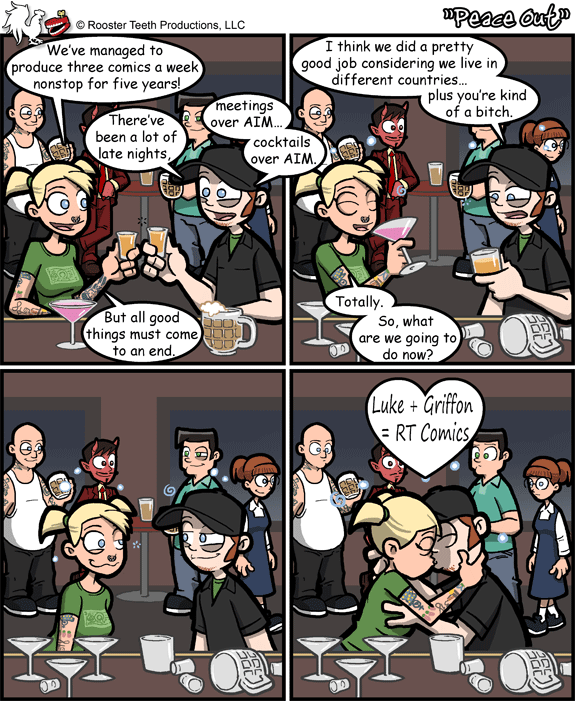 © Rooster Teeth Productions, LLC
"Peace Out"
We've managed to
produce three comics a week
nonstop for five years!
There've
been a lot of
late nights,
meetings
over AIM...
cocktails
over AIM.
But all good
things must come
to an end.
I think we did a pretty
good job considering we live in
different countries...
plus you're kind
of a bitch.
Totally.
So, what
are we going to
do now?
Luke + Griffon
= RT Comics